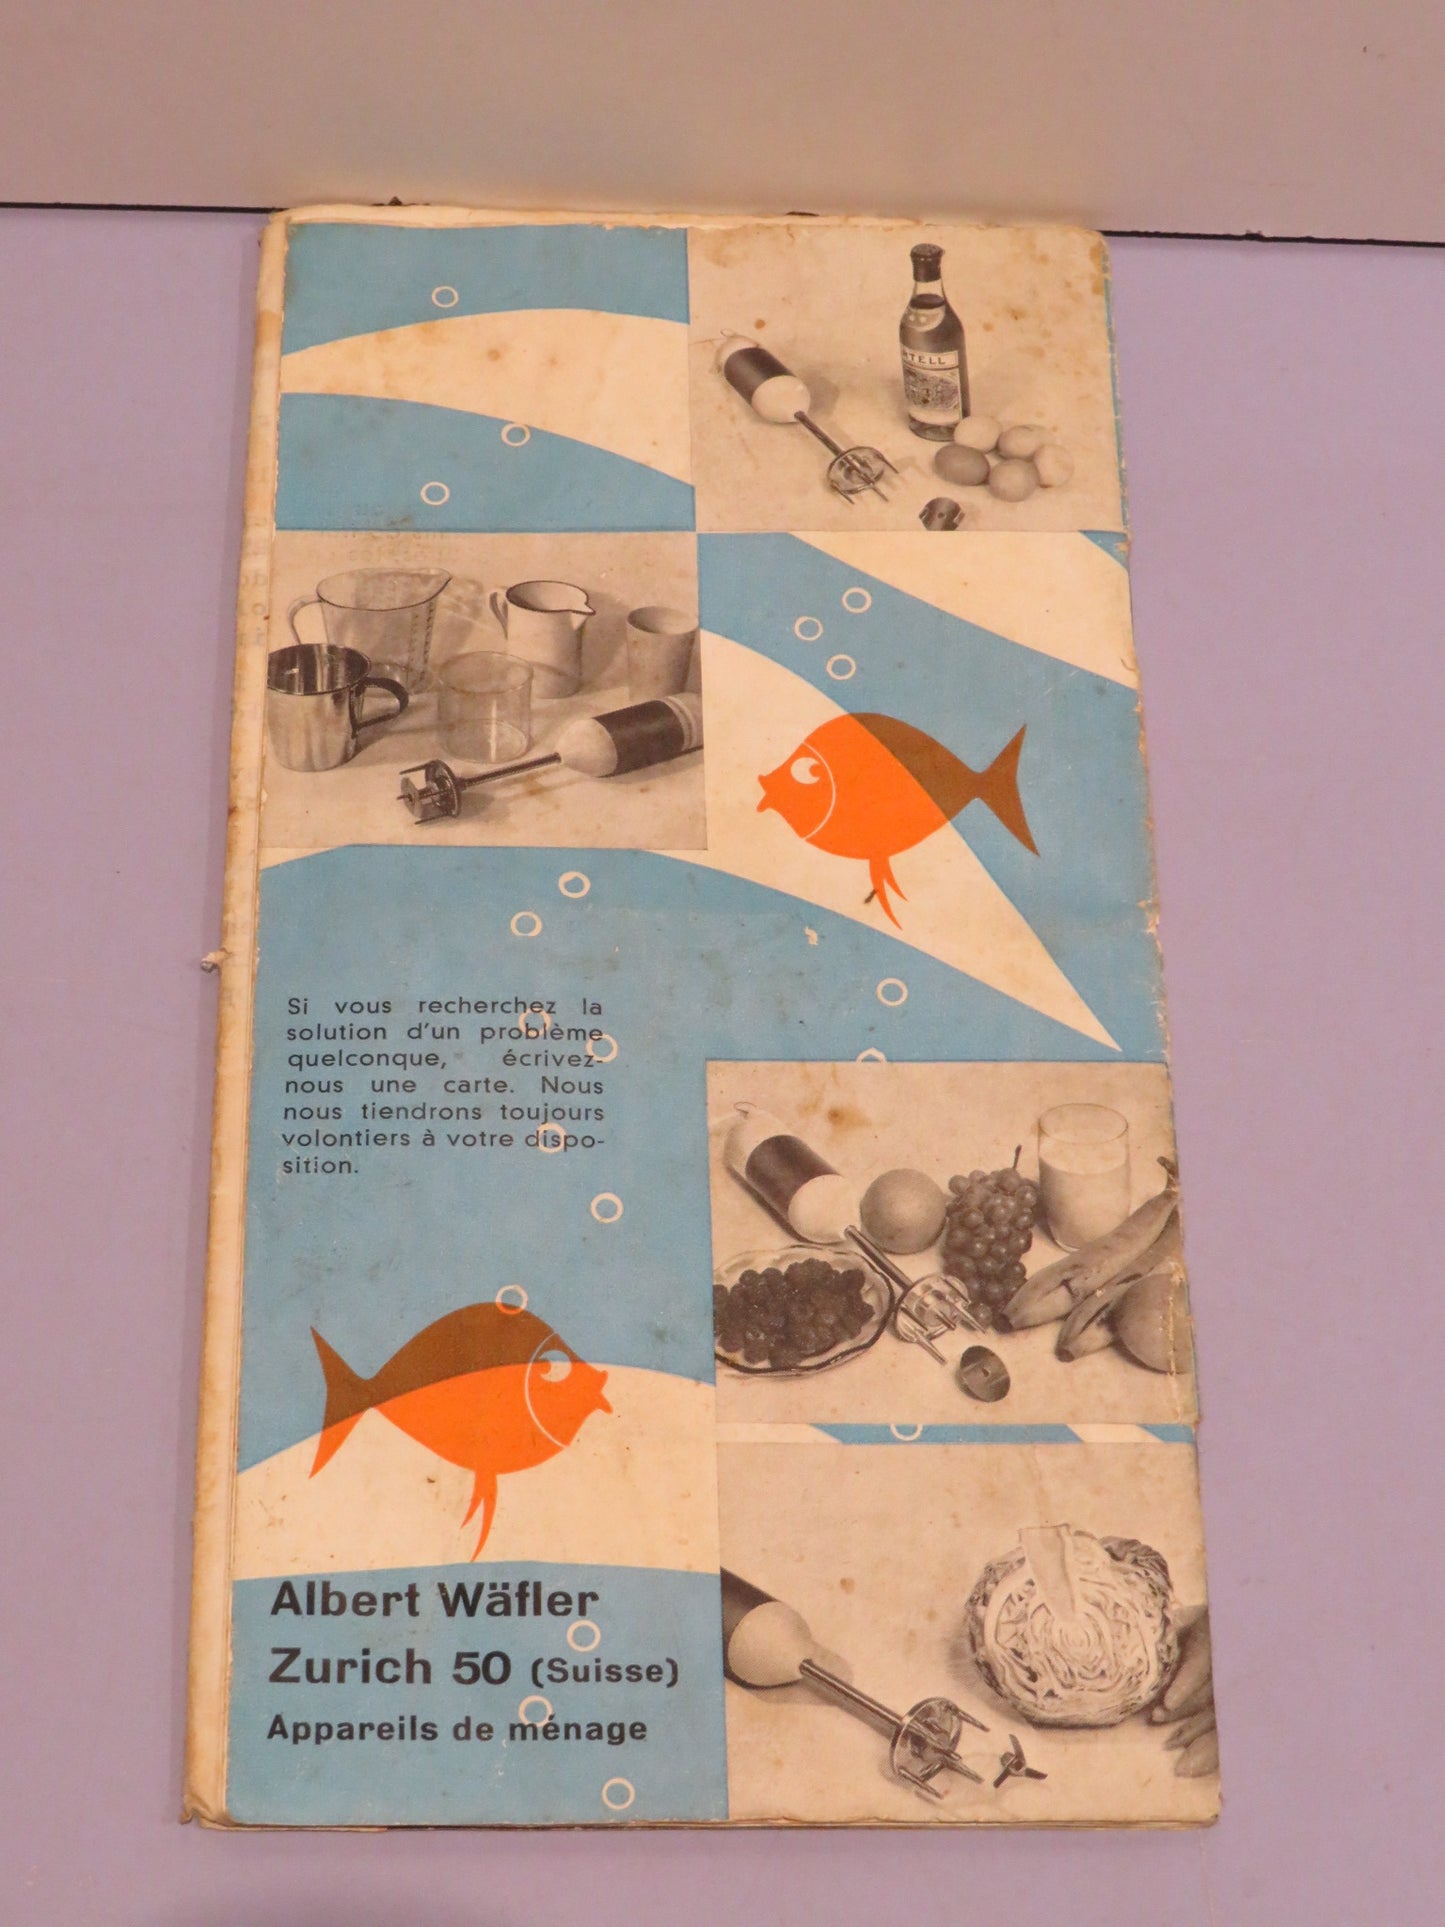 RTELL
Si vous recherchez la
solution d'un problème
quelconque, écrivez-
nous une carte. Nous
nous tiendrons toujours
volontiers à votre dispo-
sition.
Albert Wäfler
Zurich 50 (Suisse)
Appareils de ménage